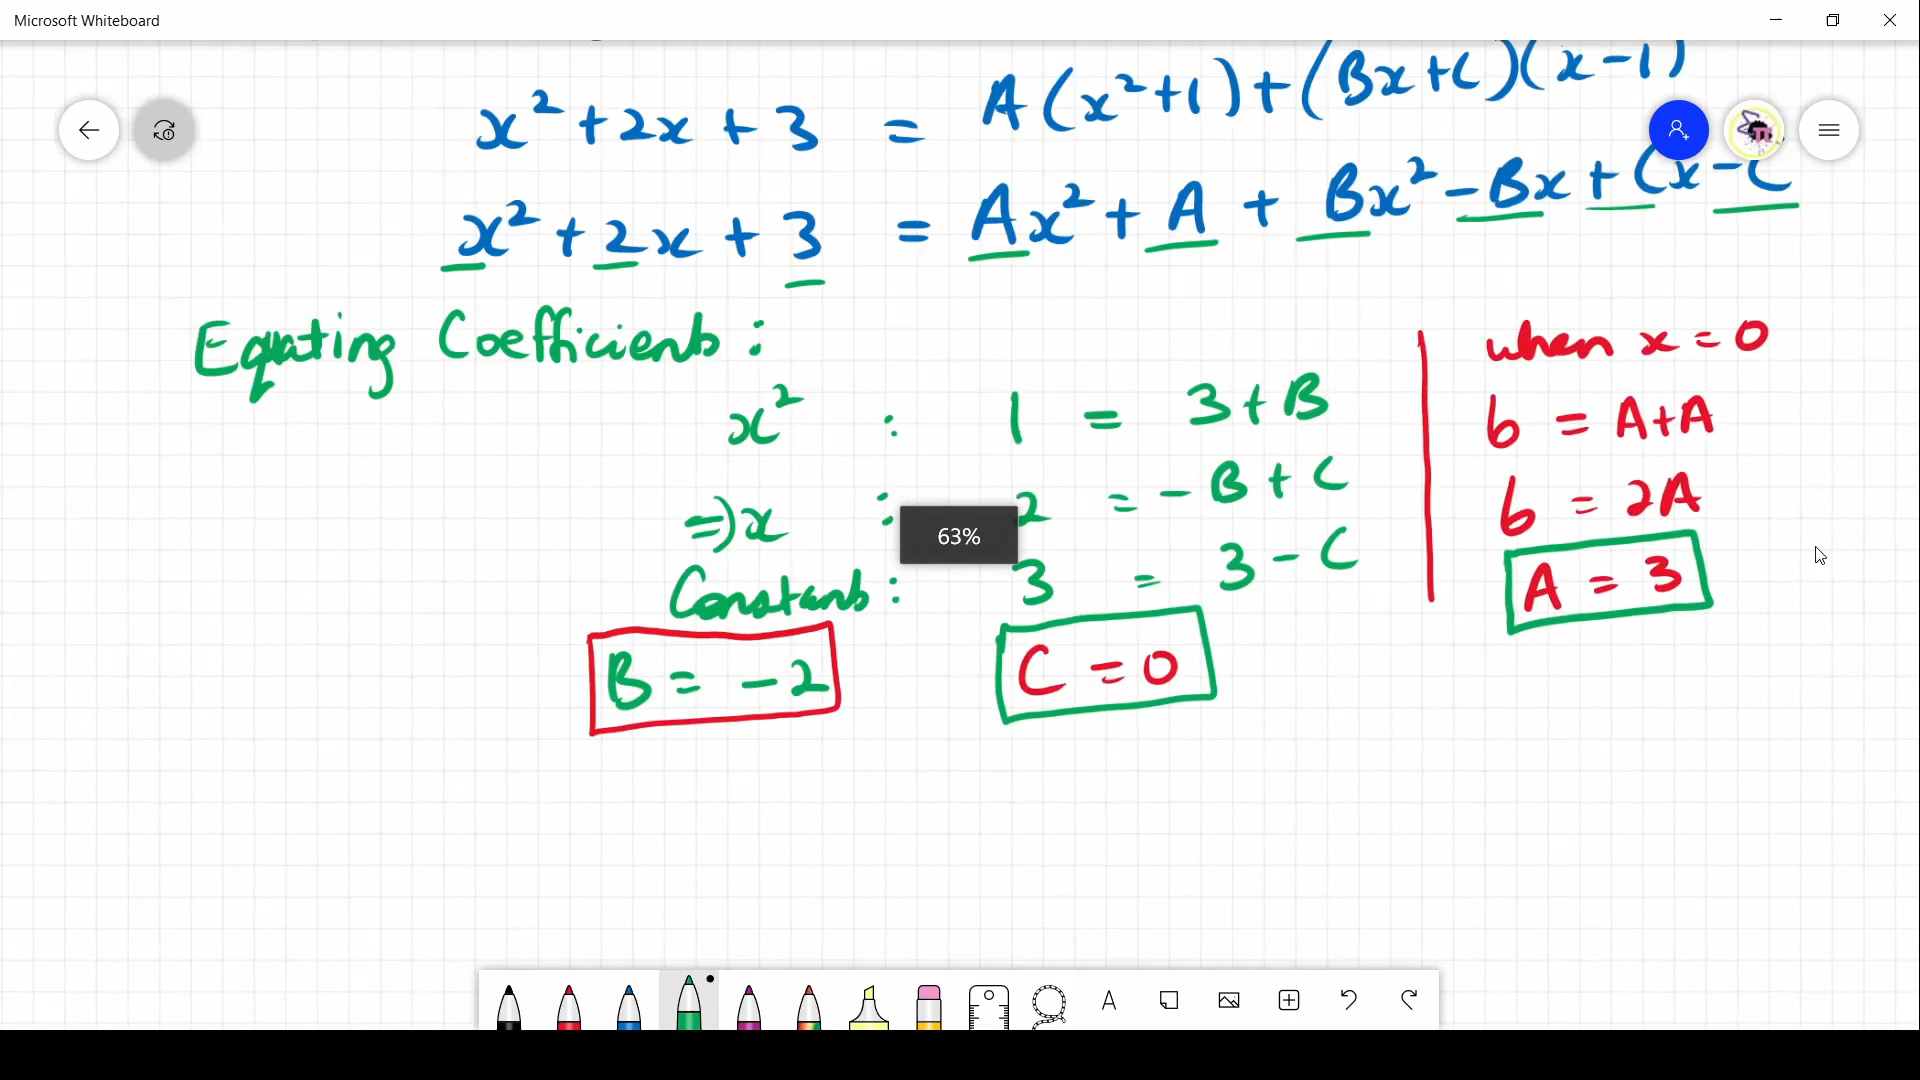 Microsoft Whiteboard
x² + 2x + 3 = A(x²+1) + (Bx+C)(x-1)
x² + 2x + 3 = Ax² + A + Bx² - Bx + Cx - C
Equating Coefficients :
x² : 1 = 3+B
⇒ x : 2 = -B + C
Constants : 3 = 3 - C
B = -2
C = 0
when x = 0
6 = A+A
6 = 2A
A = 3
63%